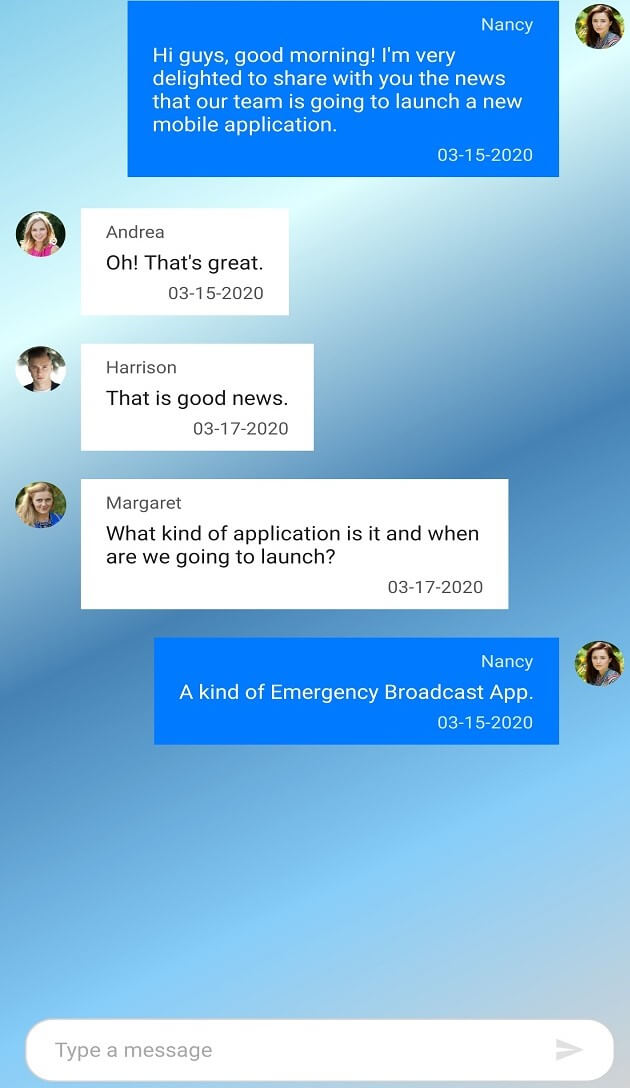 Nancy
Hi guys, good morning! I'm very
delighted to share with you the news
that our team is going to launch a new
mobile application.
03-15-2020
Andrea
Oh! That's great.
03-15-2020
Harrison
That is good news.
03-17-2020
Margaret
What kind of application is it and when
are we going to launch?
03-17-2020
Nancy
A kind of Emergency Broadcast App.
03-15-2020
Type a message